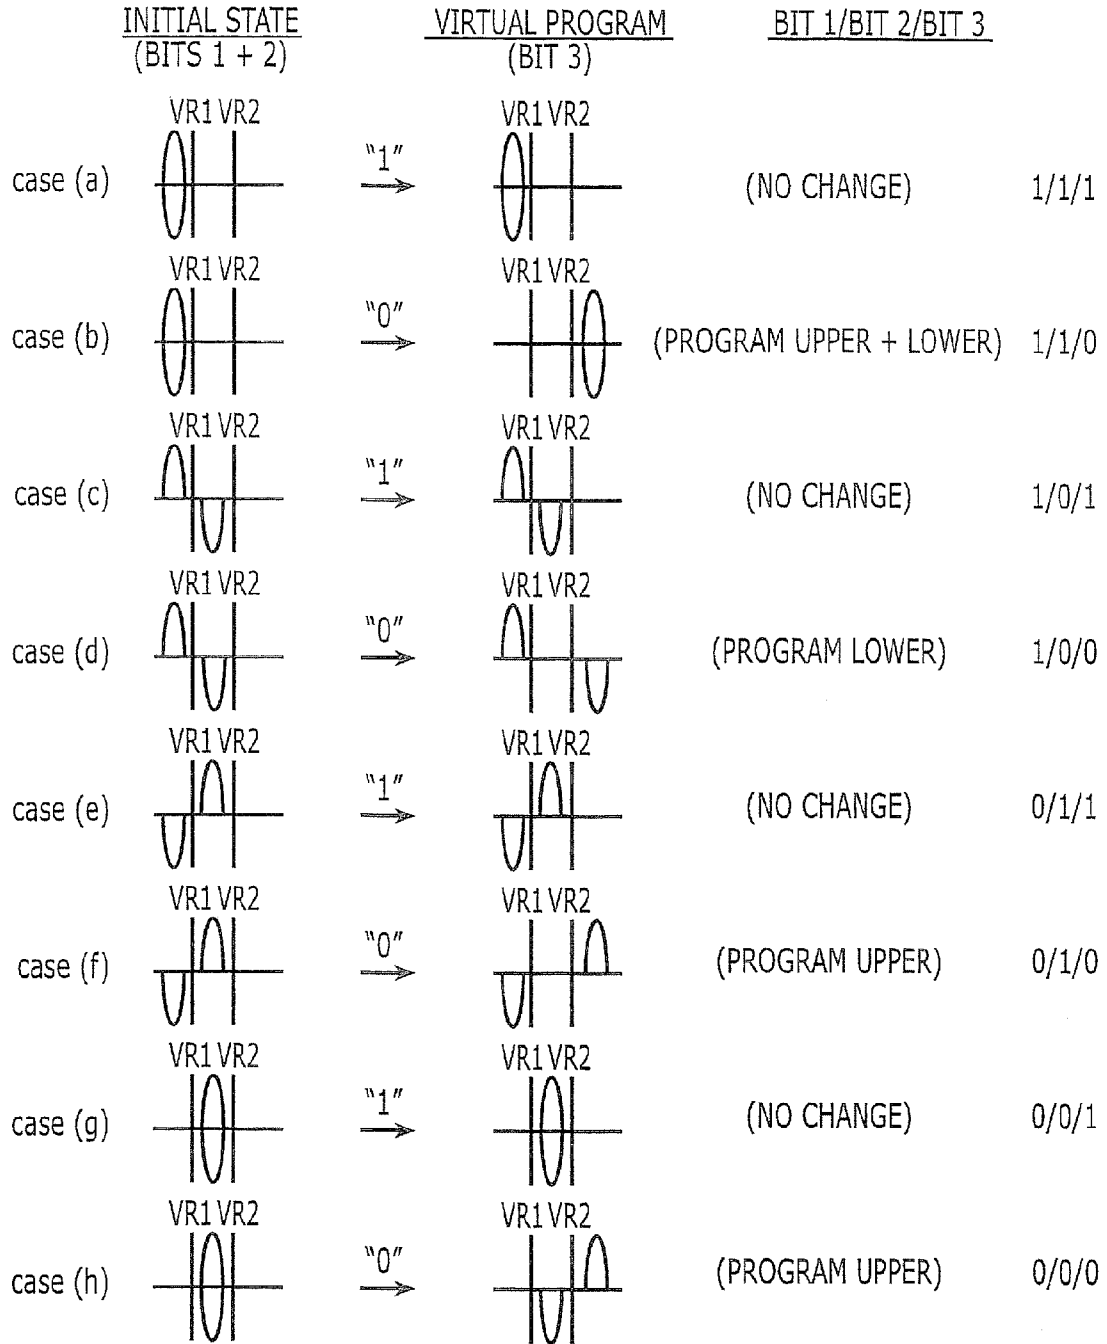 INITIAL STATE VIRTUAL PROGRAM BIT 1/BIT 2/BIT 3
(BITS 1 + 2) (BIT 3)
VR1 VR2 VR1 VR2
case (a) "1" (NO CHANGE) 1/1/1
VR1 VR2 VR1 VR2
case (b) "0" (PROGRAM UPPER + LOWER) 1/1/0
VR1 VR2 VR1 VR2
case (c) "1" (NO CHANGE) 1/0/1
VR1 VR2 VR1 VR2
case (d) "0" (PROGRAM LOWER) 1/0/0
VR1 VR2 VR1 VR2
case (e) "1" (NO CHANGE) 0/1/1
VR1 VR2 VR1 VR2
case (f) "0" (PROGRAM UPPER) 0/1/0
VR1 VR2 VR1 VR2
case (g) "1" (NO CHANGE) 0/0/1
VR1 VR2 VR1 VR2
case (h) "0" (PROGRAM UPPER) 0/0/0